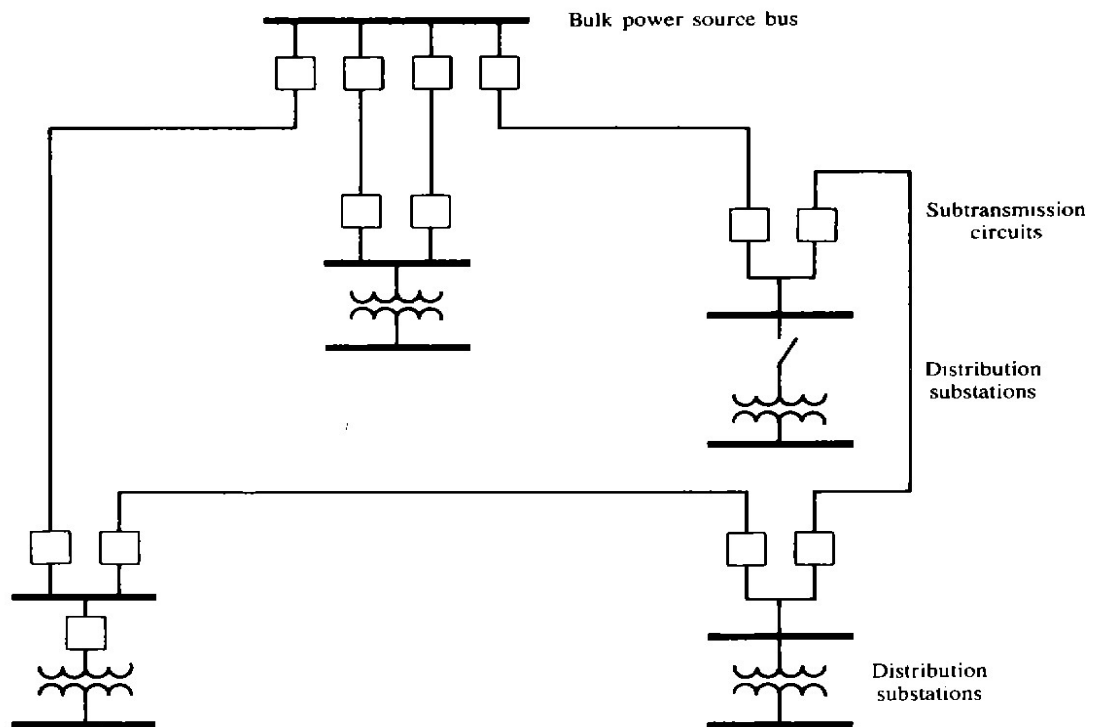 Bulk power source bus
Subtransmission
circuits
Distribution
substations
Distribution
substations